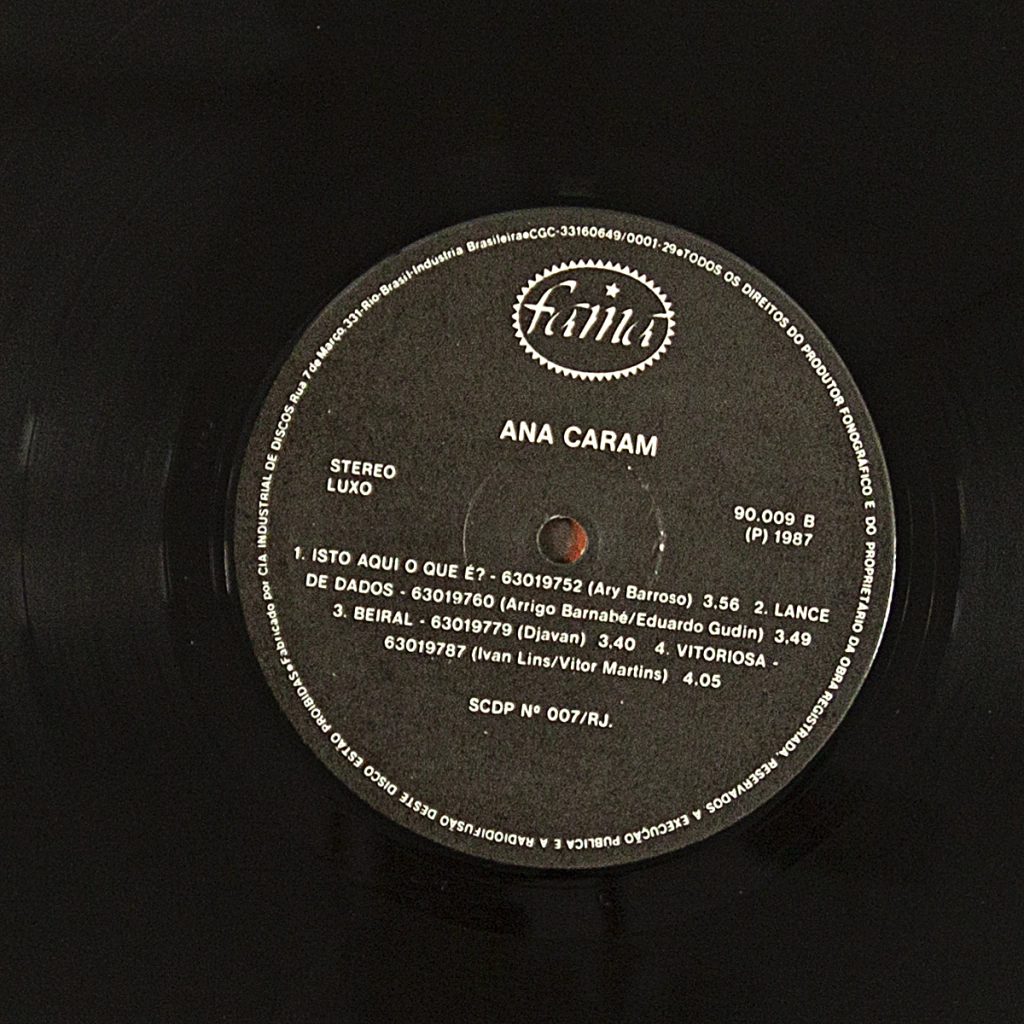 fama
ANA CARAM
STEREO
LUXO
90.009 B
(P) 1987
1. ISTO AQUI O QUE É? - 63019752 (Ary Barroso) 3.56 2. LANCE
DE DADOS - 63019760 (Arrigo Barnabé/Eduardo Gudin) 3,49
3. BEIRAL - 63019779 (Djavan) 3,40 4. VITORIOSA -
63019787 (Ivan Lins/Vitor Martins) 4.05
SCDP Nº 007/RJ.
Fabricado por CIA INDUSTRIAL DE DISCOS Rua 7 de Março, 331-Rio-Brasil-Indústria Brasileira•CGC-33160649/0001-29•TODOS OS DIREITOS DO PRODUTOR FONOGRÁFICO E DO PROPRIETÁRIO DA OBRA REGISTRADA, RESERVADOS A EXECUÇÃO PÚBLICA E A RADIODIFUSÃO DESTE DISCO ESTÃO PROIBIDAS•